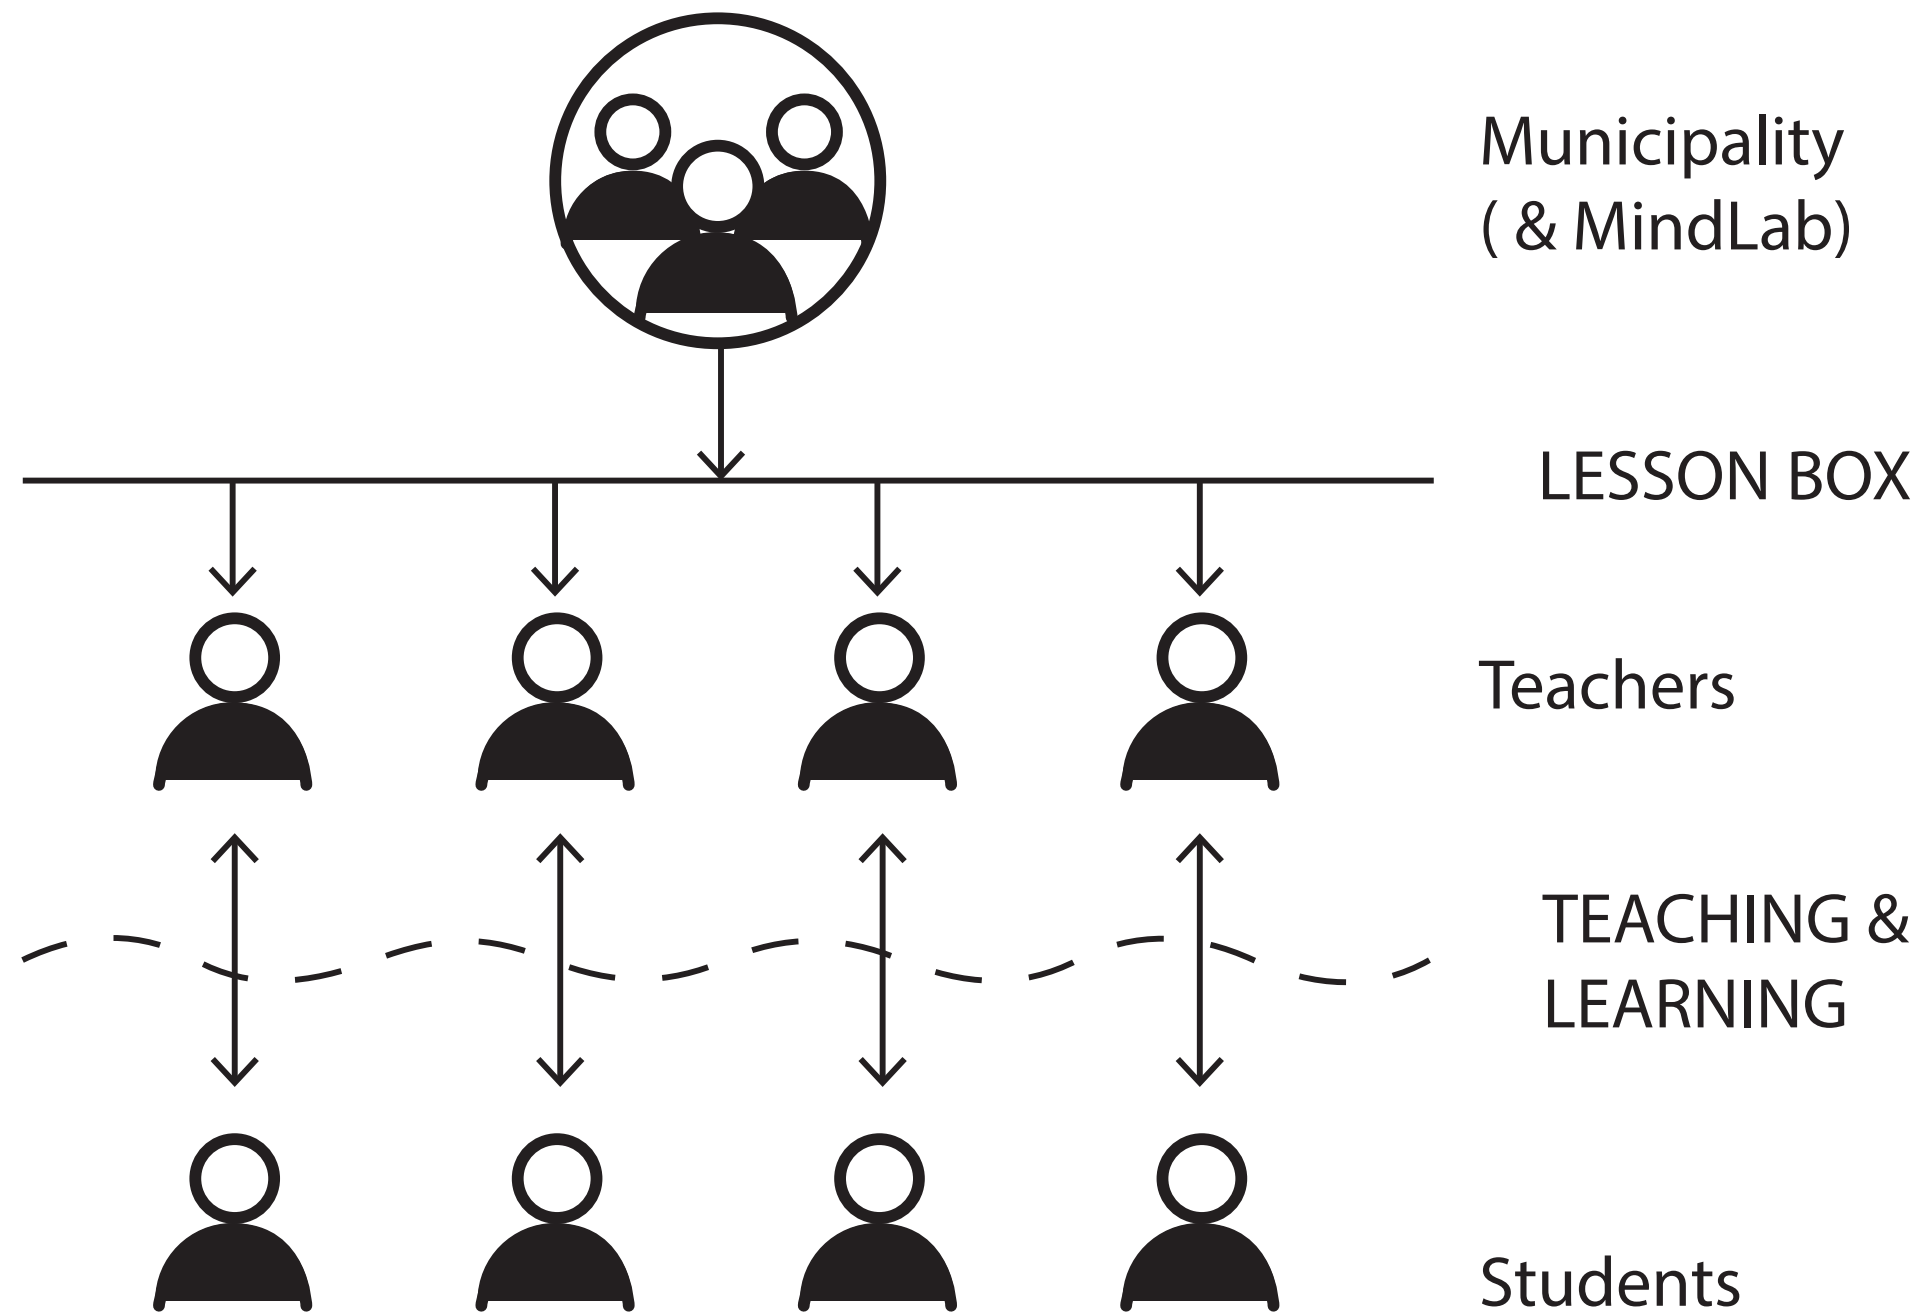 Municipality
( & MindLab)
LESSON BOX
Teachers
TEACHING &
LEARNING
Students